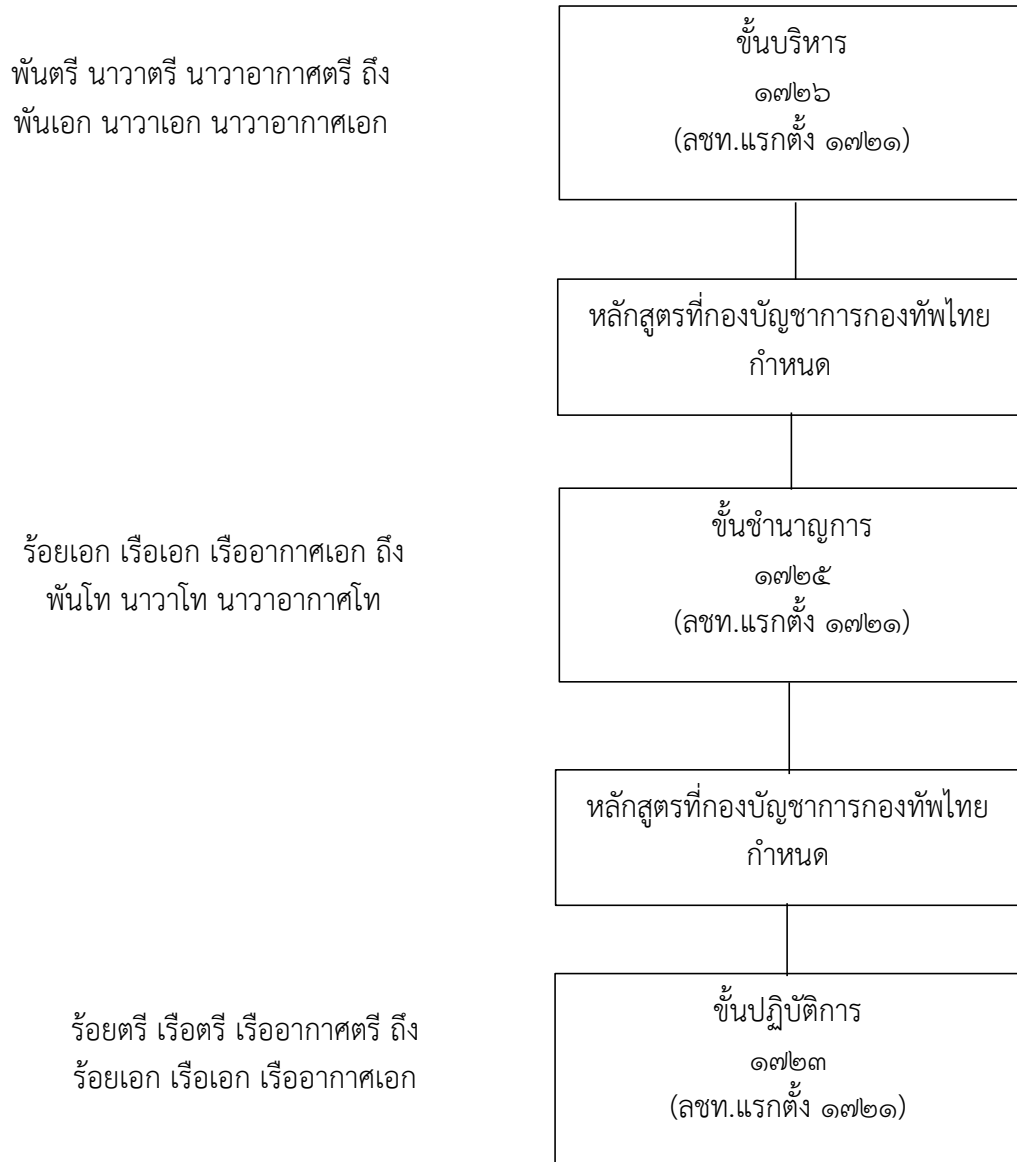 ขั้นบริหาร
พันตรี นาวาตรี นาวาอากาศตรี ถึง
พันเอก นาวาเอก นาวาอากาศเอก
๑๗๒๖
(ลชท.แรกตั้ง ๑๗๒๑)
หลักสูตรที่กองบัญชาการกองทัพไทย
กำหนด
ร้อยเอก เรือเอก เรืออากาศเอก ถึง
พันโท นาวาโท นาวาอากาศโท
ขั้นชำนาญการ
๑๗๒๕
(ลชท.แรกตั้ง ๑๗๒๑)
หลักสูตรที่กองบัญชาการกองทัพไทย
กำหนด
ร้อยตรี เรือตรี เรืออากาศตรี ถึง
ร้อยเอก เรือเอก เรืออากาศเอก
ขั้นปฏิบัติการ
๑๗๒๓
(ลชท.แรกตั้ง ๑๗๒๑)